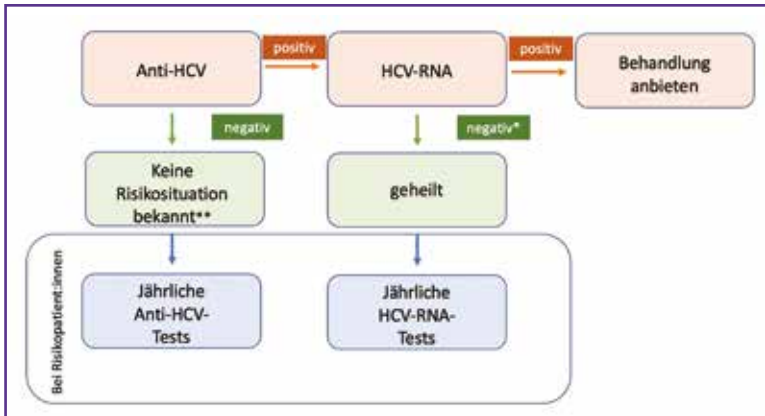 positiv
positiv
Anti-HCV
HCV-RNA
Behandlung
anbieten
negativ
negativ*
Keine
Risikosituation
bekannt**
geheilt
Bei Risikopatient:innen
Jährliche
Anti-HCV-
Tests
Jährliche
HCV-RNA-
Tests